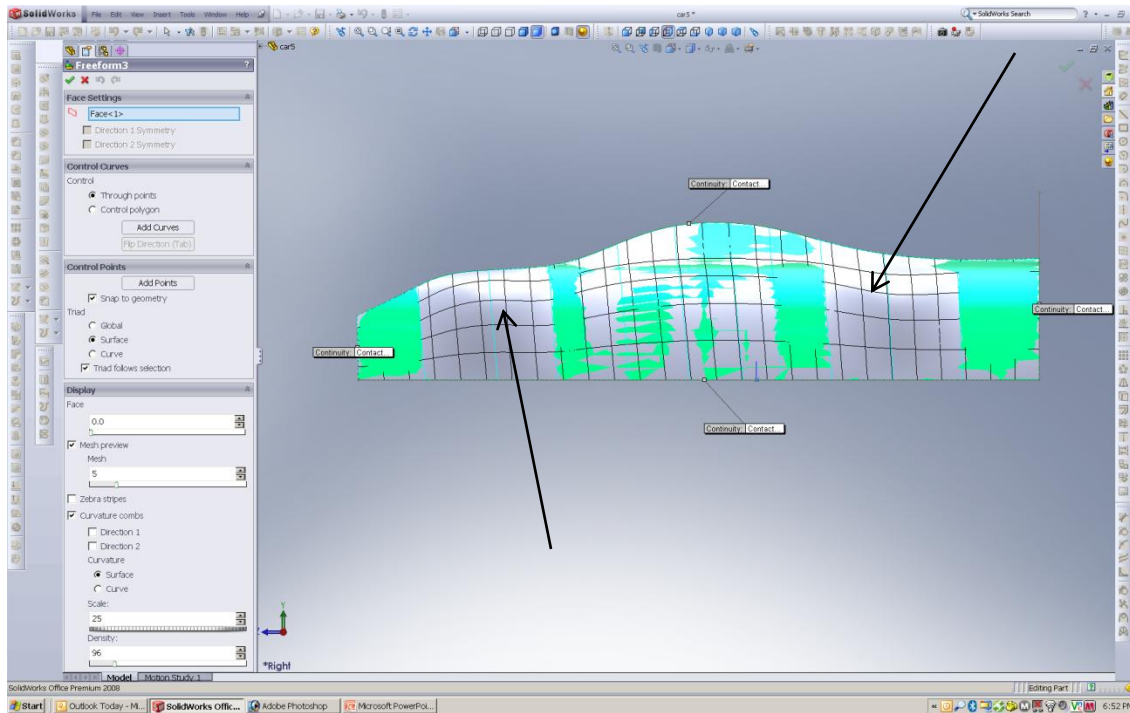 SolidWorks File Edit View Insert Tools Window Help car5 * SolidWorks Search ?
car5
Freeform3 ?
Face Settings
Face<1>
Direction 1 Symmetry
Direction 2 Symmetry
Control Curves
Control
Through points
Control polygon
Add Curves
Flip Direction (Tab)
Control Points
Add Points
Snap to geometry
Triad
Global
Surface
Curve
Triad follows selection
Display
Face
0.0
Mesh preview
Mesh
5
Zebra stripes
Curvature combs
Direction 1
Direction 2
Curvature
Surface
Curve
Scale:
25
Density:
96
Continuity: Contact...
Continuity: Contact...
Continuity: Contact...
Continuity: Contact...
Y
*Right
Model Motion Study 1
SolidWorks Office Premium 2008 Editing Part
Start Outlook Today - Mi... SolidWorks Offic... Adobe Photoshop Microsoft PowerPoi... 6:52 PM